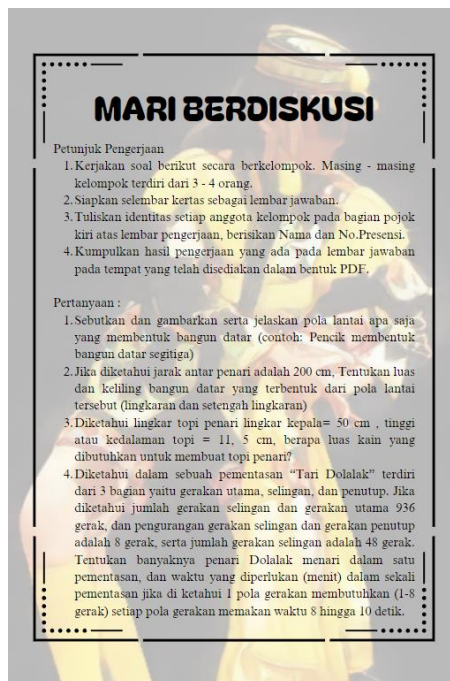 MARI BERDISKUSI
Petunjuk Pengerjaan
1. Kerjakan soal berikut secara berkelompok. Masing - masing
kelompok terdiri dari 3 - 4 orang.
2. Siapkan selembar kertas sebagai lembar jawaban.
3. Tuliskan identitas setiap anggota kelompok pada bagian pojok
kiri atas lembar pengerjaan, berisikan Nama dan No.Presensi.
4. Kumpulkan hasil pengerjaan yang ada pada lembar jawaban
pada tempat yang telah disediakan dalam bentuk PDF.
Pertanyaan :
1. Sebutkan dan gambarkan serta jelaskan pola lantai apa saja
yang membentuk bangun datar (contoh: Pencik membentuk
bangun datar segitiga)
2. Jika diketahui jarak antar penari adalah 200 cm, Tentukan luas
dan keliling bangun datar yang terbentuk dari pola lantai
tersebut (lingkaran dan setengah lingkaran)
3. Diketahui lingkar topi penari lingkar kepala= 50 cm , tinggi
atau kedalaman topi = 11, 5 cm, berapa luas kain yang
dibutuhkan untuk membuat topi penari?
4. Diketahui dalam sebuah pementasan “Tari Dolalak” terdiri
dari 3 bagian yaitu gerakan utama, selingan, dan penutup. Jika
diketahui jumlah gerakan selingan dan gerakan utama 936
gerak, dan pengurangan gerakan selingan dan gerakan penutup
adalah 8 gerak, serta jumlah gerakan selingan adalah 48 gerak.
Tentukan banyaknya penari Dolalak menari dalam satu
pementasan, dan waktu yang diperlukan (menit) dalam sekali
pementasan jika di ketahui 1 pola gerakan membutuhkan (1-8
gerak) setiap pola gerakan memakan waktu 8 hingga 10 detik.